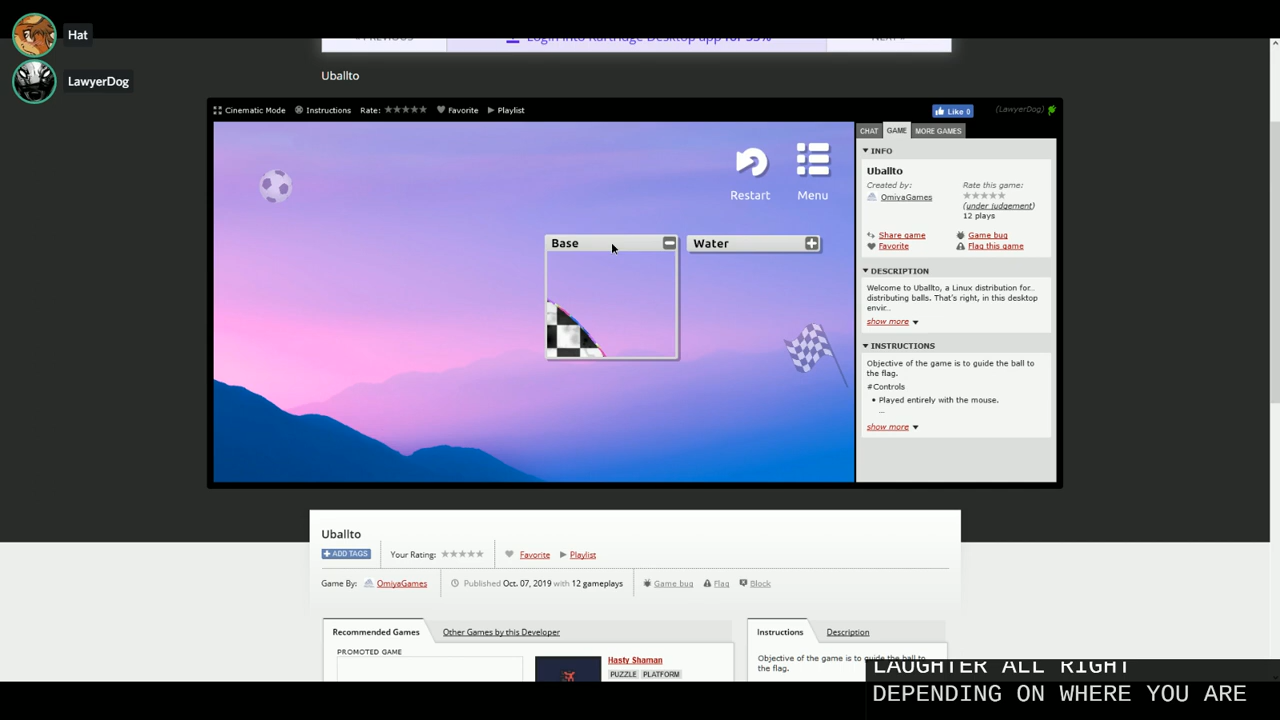 Hat
LawyerDog
Login into Kartridge Desktop app for 33%
Uballto
Cinematic Mode
Instructions
Rate:
Favorite
Playlist
Like 0
(LawyerDog)
CHAT
GAME
MORE GAMES
Restart
Menu
Base
Water
INFO
Uballto
Created by:
OmiyaGames
Rate this game:
(under judgement)
12 plays
Share game
Game bug
Favorite
Flag this game
DESCRIPTION
Welcome to Uballto, a Linux distribution for..
distributing balls. That's right, in this desktop
envir...
show more
INSTRUCTIONS
Objective of the game is to guide the ball to
the flag.
#Controls
• Played entirely with the mouse.
...
show more
Uballto
ADD TAGS
Your Rating:
Favorite
Playlist
Game By:
OmiyaGames
Published Oct. 07, 2019 with 12 gameplays
Game bug
Flag
Block
Recommended Games
Other Games by this Developer
Instructions
Description
PROMOTED GAME
Hasty Shaman
PUZZLE
PLATFORM
Objective of the game is to guide the ball to
the flag.
LAUGHTER ALL RIGHT
DEPENDING ON WHERE YOU ARE